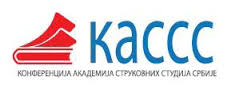 КАССС
КОНФЕРЕНЦИЈА АКАДЕМИЈА СТРУКОВНИХ СТУДИЈА СРБИЈЕ